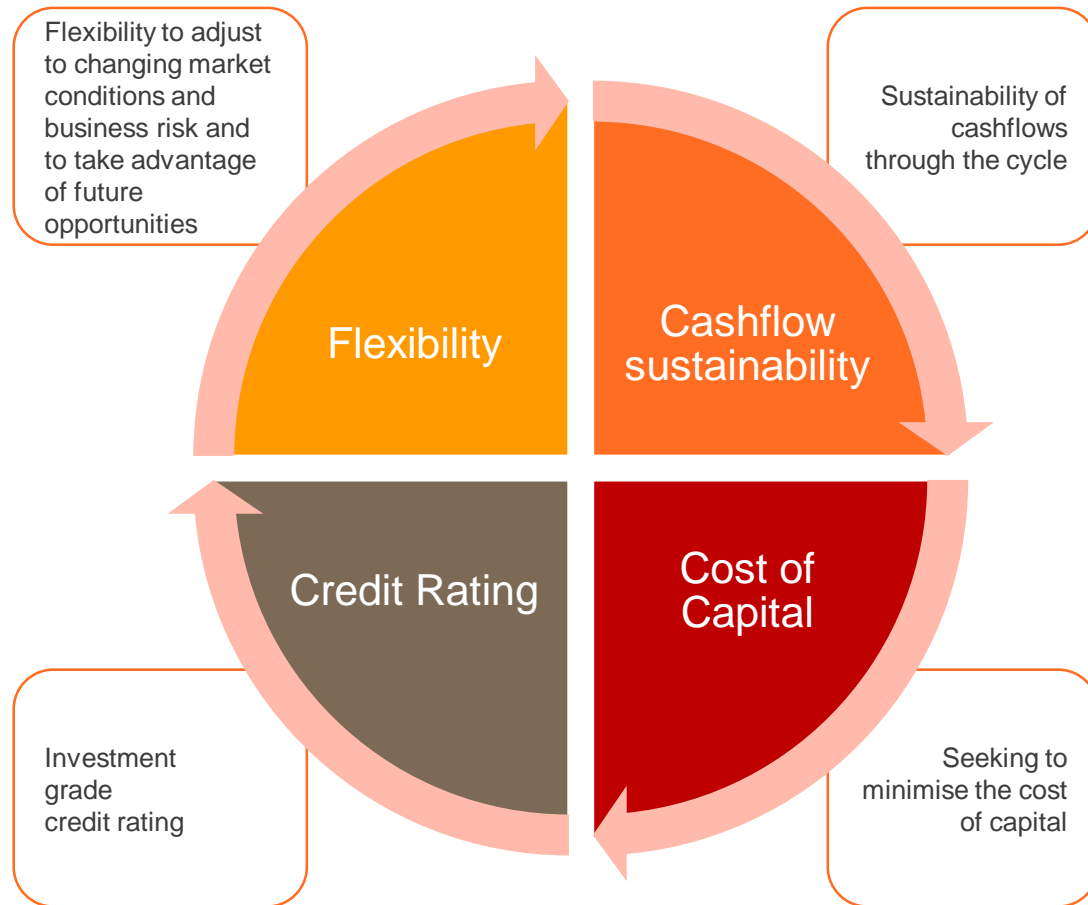 Flexibility to adjust
to changing market
conditions and
business risk and
to take advantage
of future
opportunities
Sustainability of
cashflows
through the cycle
Flexibility
Cashflow
sustainability
Credit Rating
Cost of
Capital
Investment
grade
credit rating
Seeking to
minimise the cost
of capital